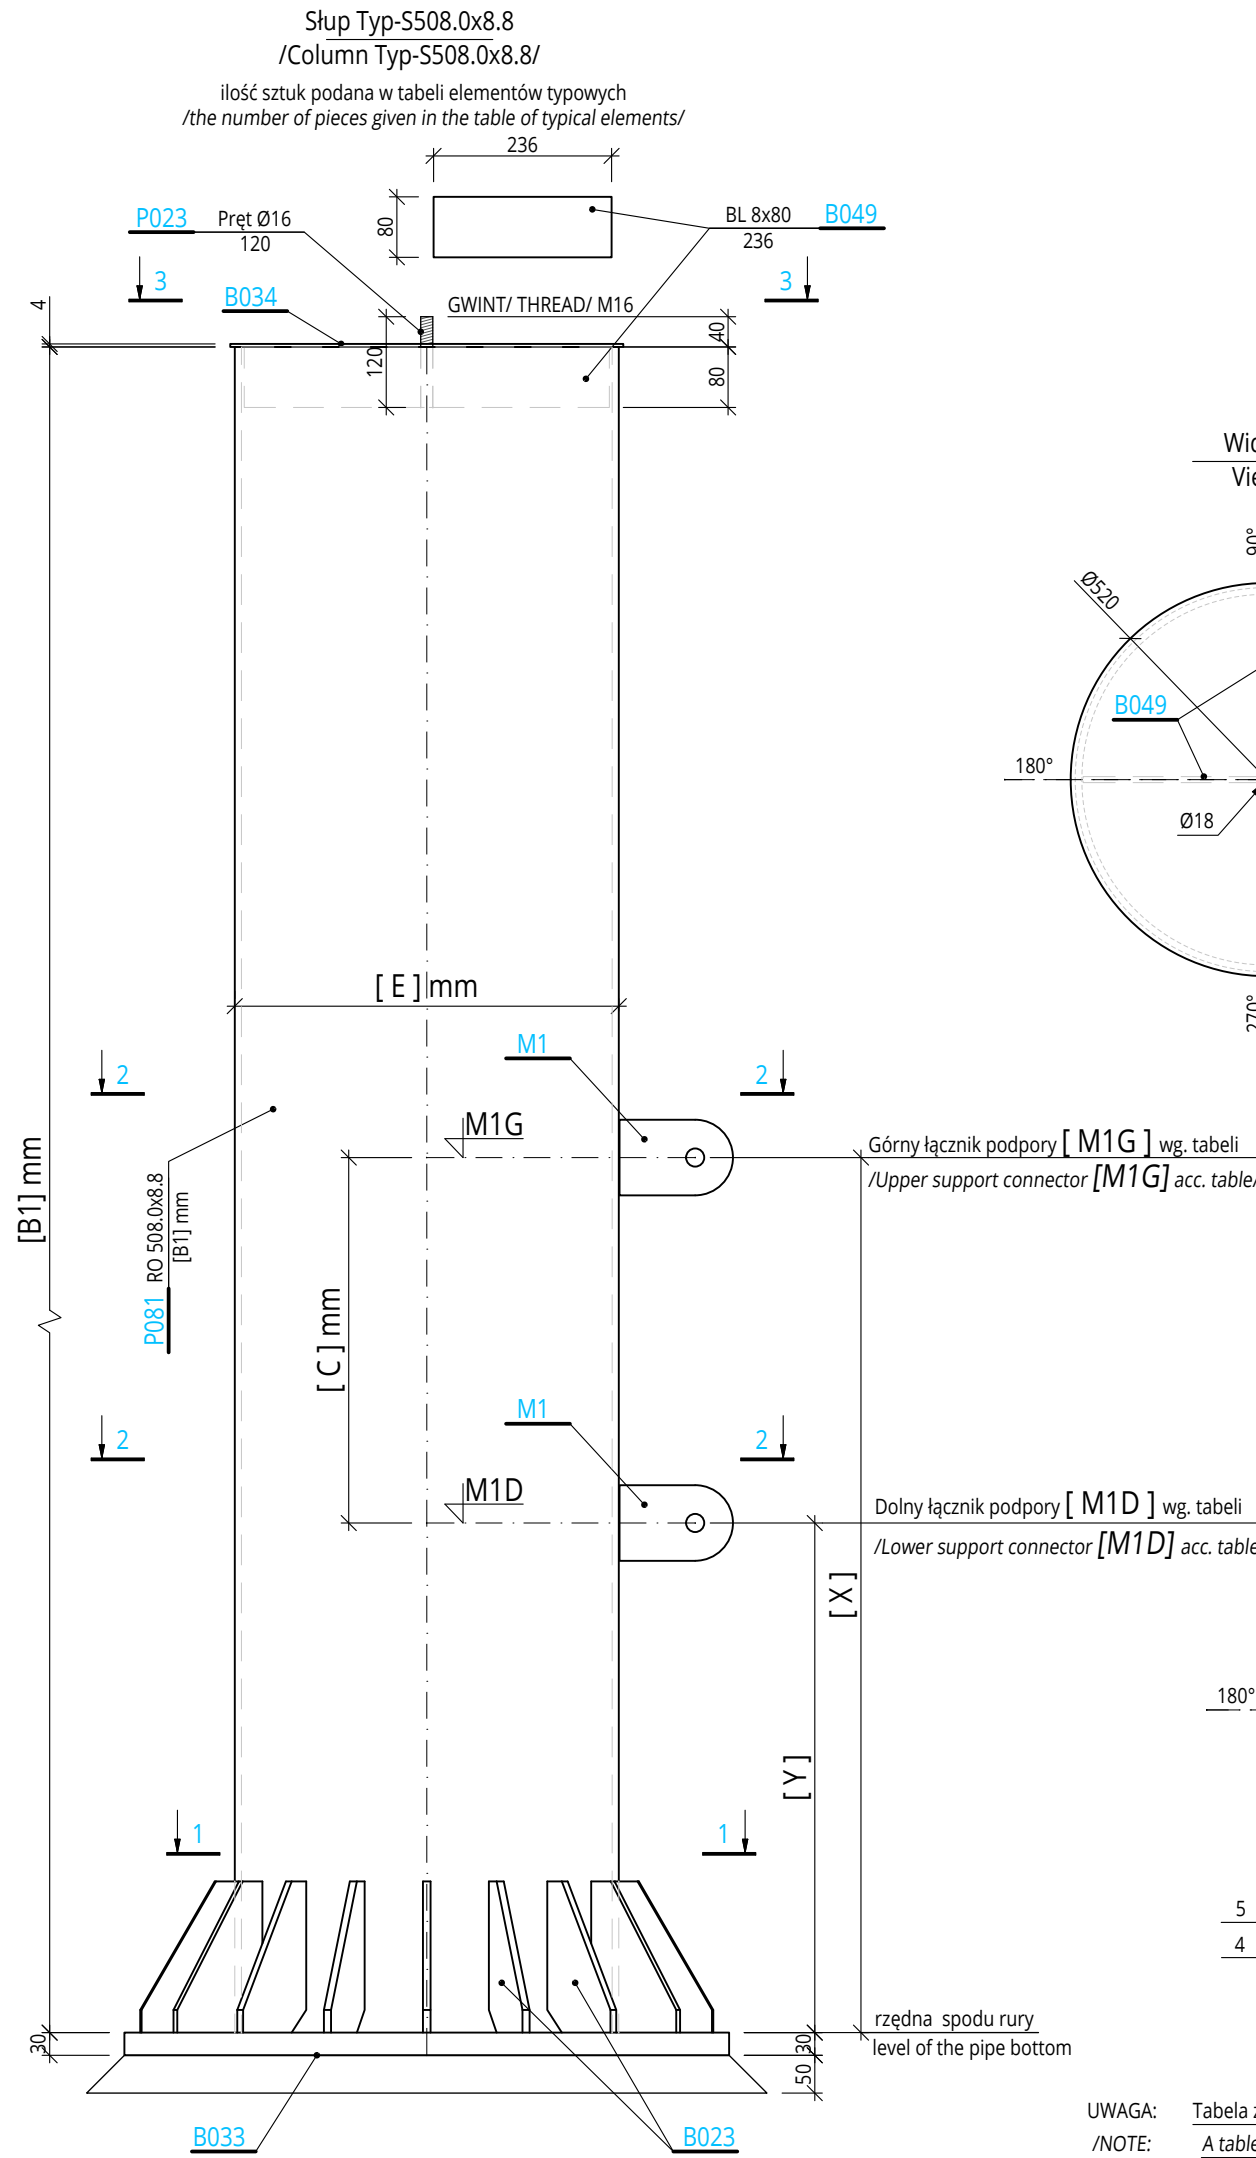 Słup Typ-S508.0x8.8
/Column Typ-S508.0x8.8/
ilość sztuk podana w tabeli elementów typowych
/the number of pieces given in the table of typical elements/
236
80
P023 Pręt Ø16
120
BL 8x80 B049
236
3
3
4
B034
GWINT/ THREAD/ M16
120
40
80
90°
Ø520
B049
180°
Ø18
270°
[ E ] mm
M1
2
2
M1G
Górny łącznik podpory [ M1G ] wg. tabeli
/Upper support connector [M1G] acc. table/
[B1] mm
P081 RO 508.0x8.8
[B1] mm
[ C ] mm
M1
2
2
M1D
Dolny łącznik podpory [ M1D ] wg. tabeli
/Lower support connector [M1D] acc. table
[ X ]
180°
[ Y ]
1
1
5
4
rzędna spodu rury
level of the pipe bottom
30
30
50
B033
B023
UWAGA: Tabela
/NOTE: A table